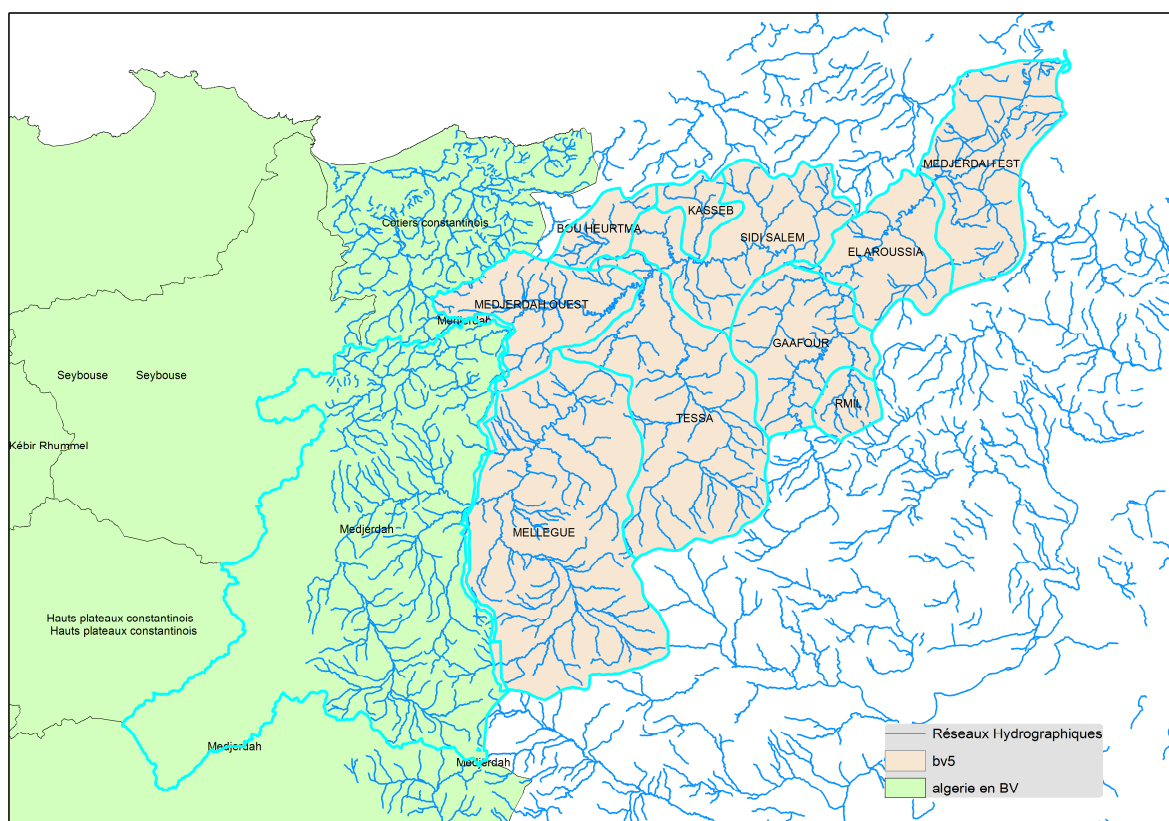 MEDJERDAH EST
KASSEB
Cotiers constantinois
BOU HEURTMA
SIDI SALEM
EL AROUSSIA
MEDJERDAH OUEST
Medjerdah
GAAFOUR
Seybouse Seybouse
RMIL
TESSA
Kébir Rhummel
Medjerdah
MELLEGUE
Hauts plateaux constantinois
Hauts plateaux constantinois
Medjerdah
Medjerdah
Réseaux Hydrographiques
bv5
algerie en BV